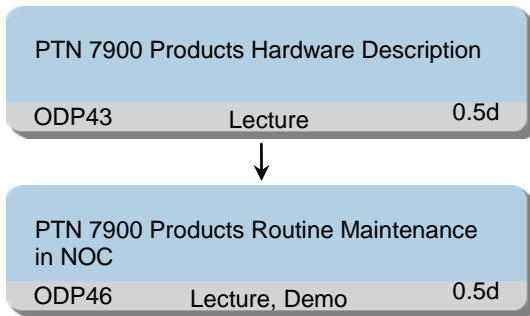 PTN 7900 Products Hardware Description
ODP43 Lecture 0.5d
PTN 7900 Products Routine Maintenance
in NOC
ODP46 Lecture, Demo 0.5d